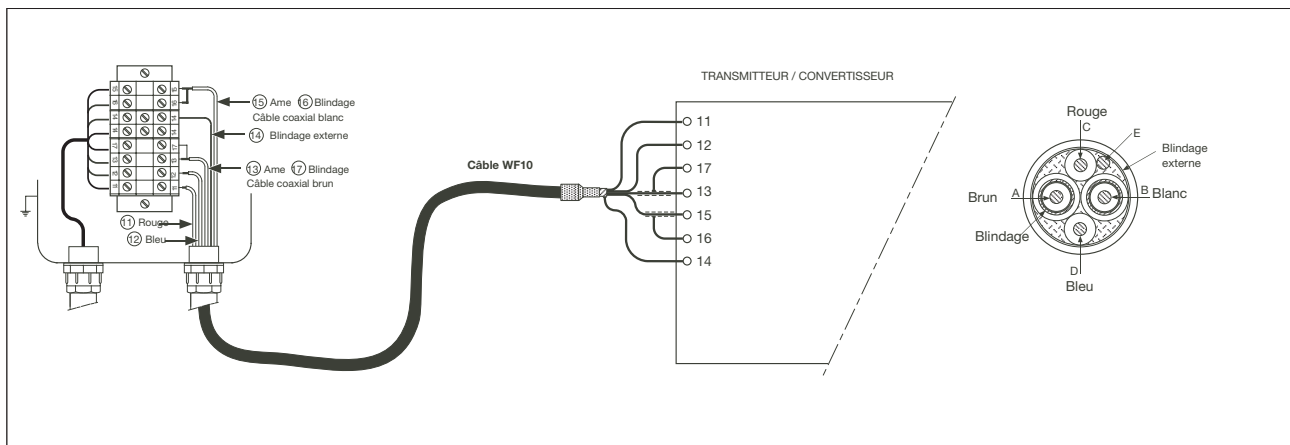 TRANSMITTEUR / CONVERTISSEUR
15 Ame 16 Blindage
Câble coaxial blanc
14 Blindage externe
13 Ame 17 Blindage
Câble coaxial brun
11 Rouge
12 Bleu
Câble WF10
11
12
17
13
15
16
14
Rouge
C
E
Blindage
externe
Brun
A
B
Blanc
Blindage
D
Bleu